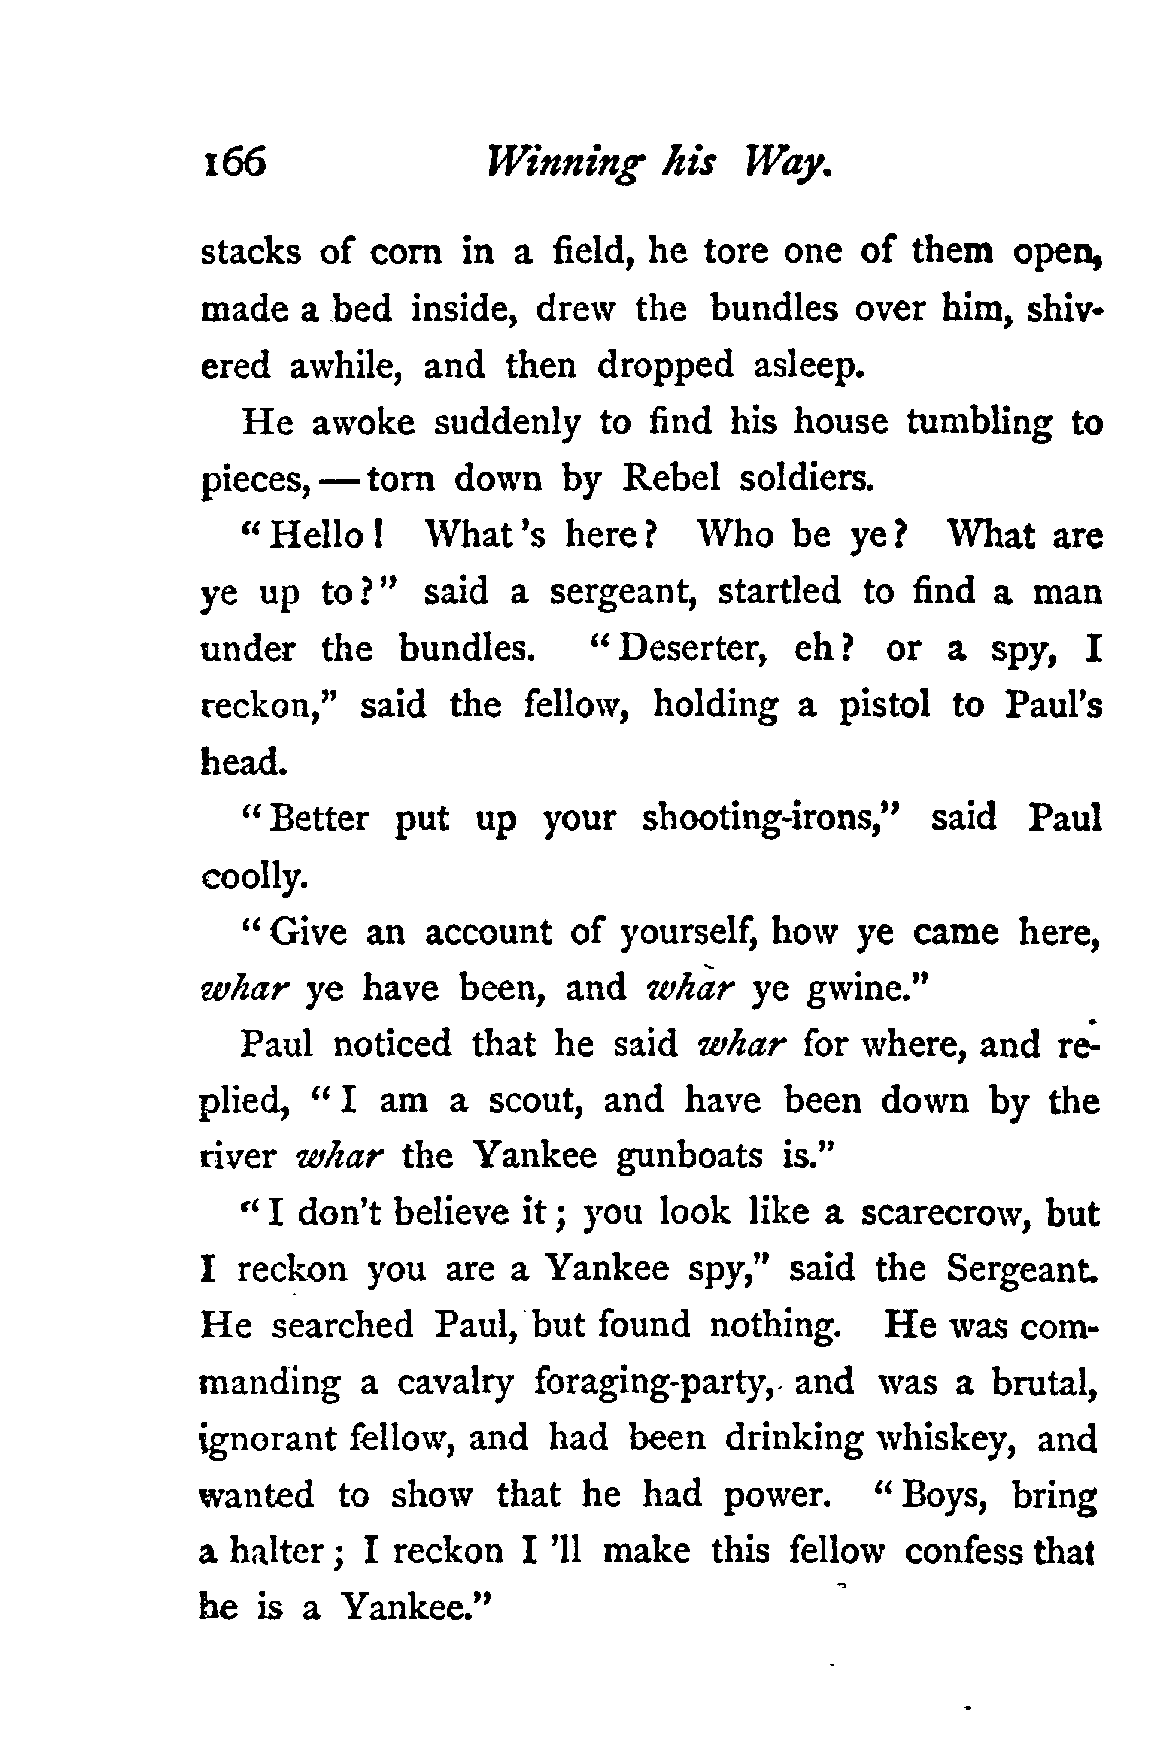 166 Winning his Way.
stacks of corn in a field, he tore one of them open,
made a bed inside, drew the bundles over him, shiv-
ered awhile, and then dropped asleep.
He awoke suddenly to find his house tumbling to
pieces, — torn down by Rebel soldiers.
"Hello! What's here? Who be ye? What are
ye up to?" said a sergeant, startled to find a man
under the bundles. "Deserter, eh? or a spy, I
reckon," said the fellow, holding a pistol to Paul's
head.
"Better put up your shooting-irons," said Paul
coolly.
"Give an account of yourself, how ye came here,
whar ye have been, and whar ye gwine."
Paul noticed that he said whar for where, and re-
plied, "I am a scout, and have been down by the
river whar the Yankee gunboats is."
"I don't believe it; you look like a scarecrow, but
I reckon you are a Yankee spy," said the Sergeant.
He searched Paul, but found nothing. He was com-
manding a cavalry foraging-party, and was a brutal,
ignorant fellow, and had been drinking whiskey, and
wanted to show that he had power. "Boys, bring
a halter; I reckon I'll make this fellow confess that
he is a Yankee."